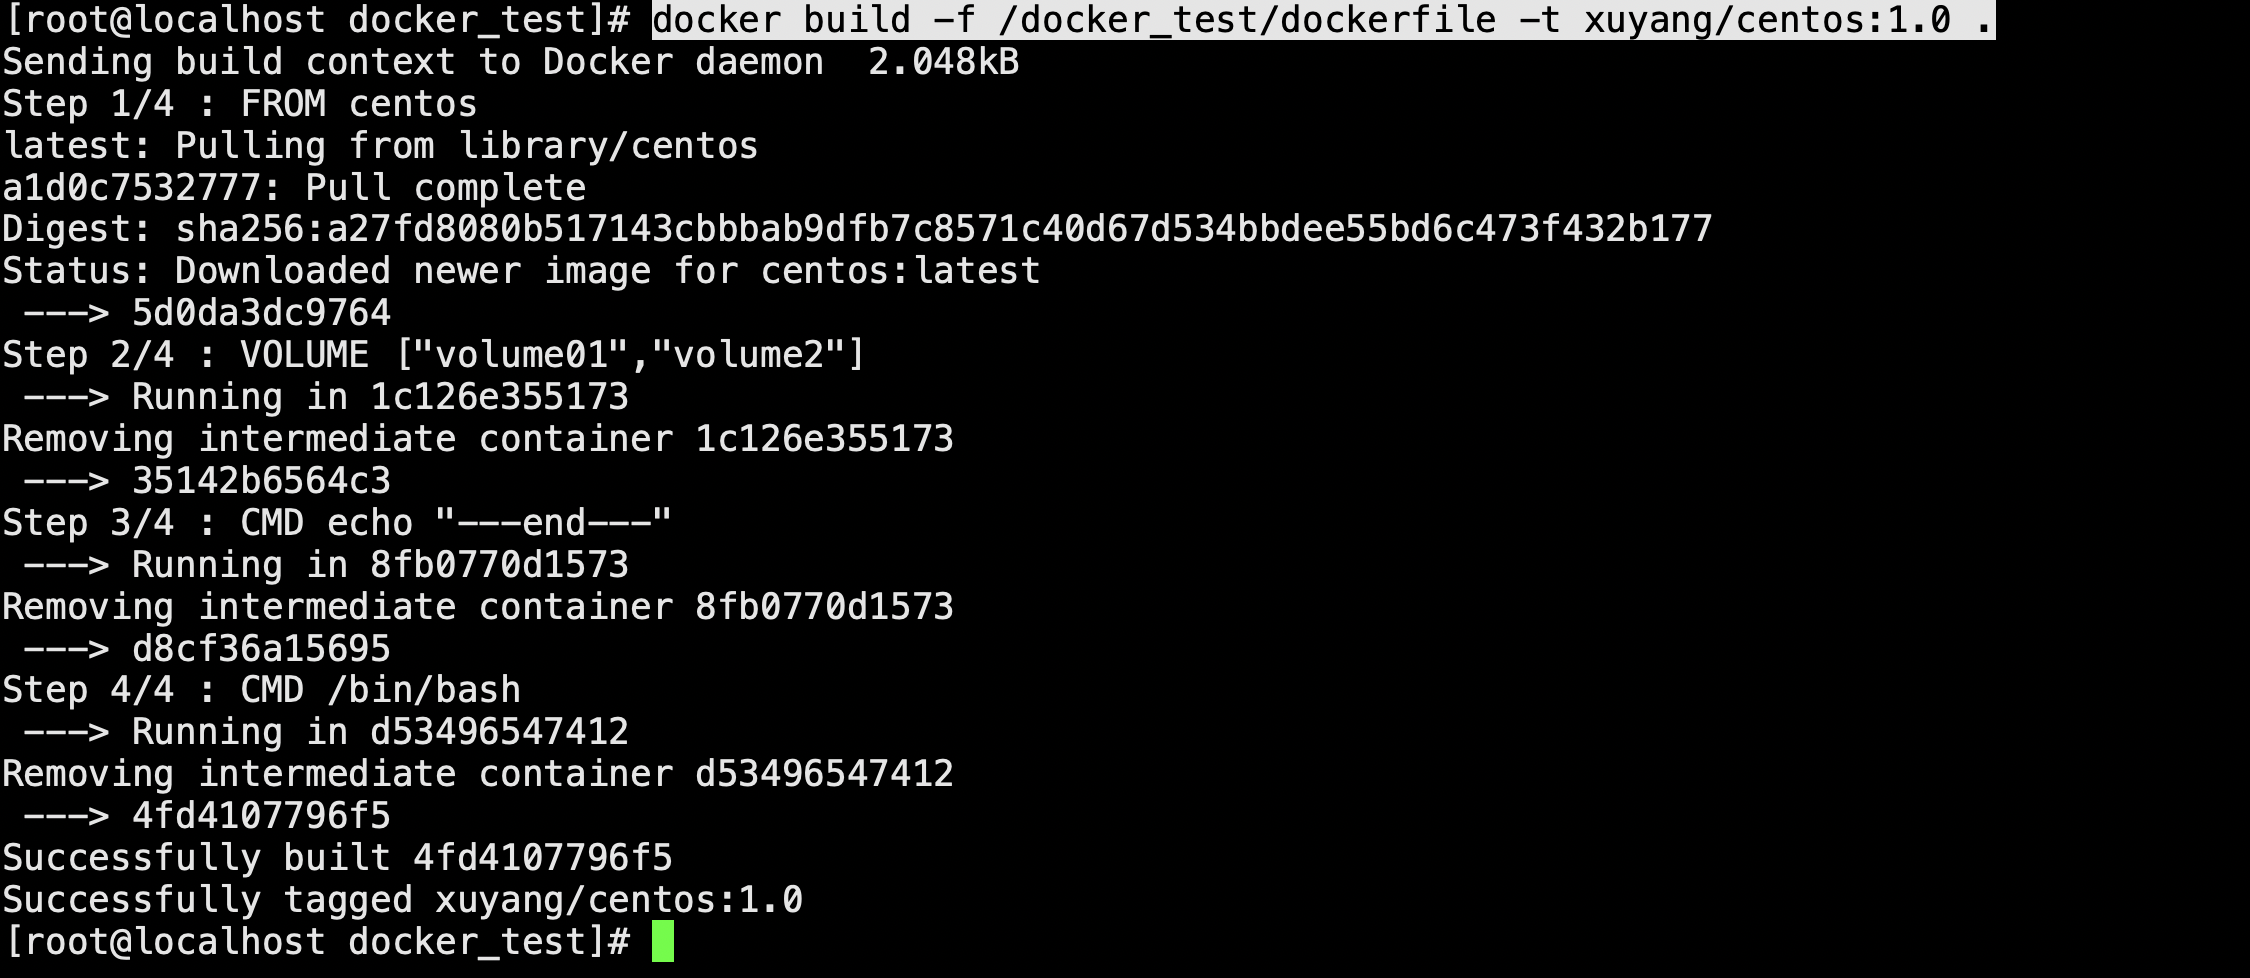 [root@localhost docker_test]# docker build -f /docker_test/dockerfile -t xuyang/centos:1.0 .
Sending build context to Docker daemon  2.048kB
Step 1/4 : FROM centos
latest: Pulling from library/centos
a1d0c7532777: Pull complete
Digest: sha256:a27fd8080b517143cbbbab9dfb7c8571c40d67d534bbdee55bd6c473f432b177
Status: Downloaded newer image for centos:latest
 ---> 5d0da3dc9764
Step 2/4 : VOLUME ["volume01","volume2"]
 ---> Running in 1c126e355173
Removing intermediate container 1c126e355173
 ---> 35142b6564c3
Step 3/4 : CMD echo "---end---"
 ---> Running in 8fb0770d1573
Removing intermediate container 8fb0770d1573
 ---> d8cf36a15695
Step 4/4 : CMD /bin/bash
 ---> Running in d53496547412
Removing intermediate container d53496547412
 ---> 4fd4107796f5
Successfully built 4fd4107796f5
Successfully tagged xuyang/centos:1.0
[root@localhost docker_test]#